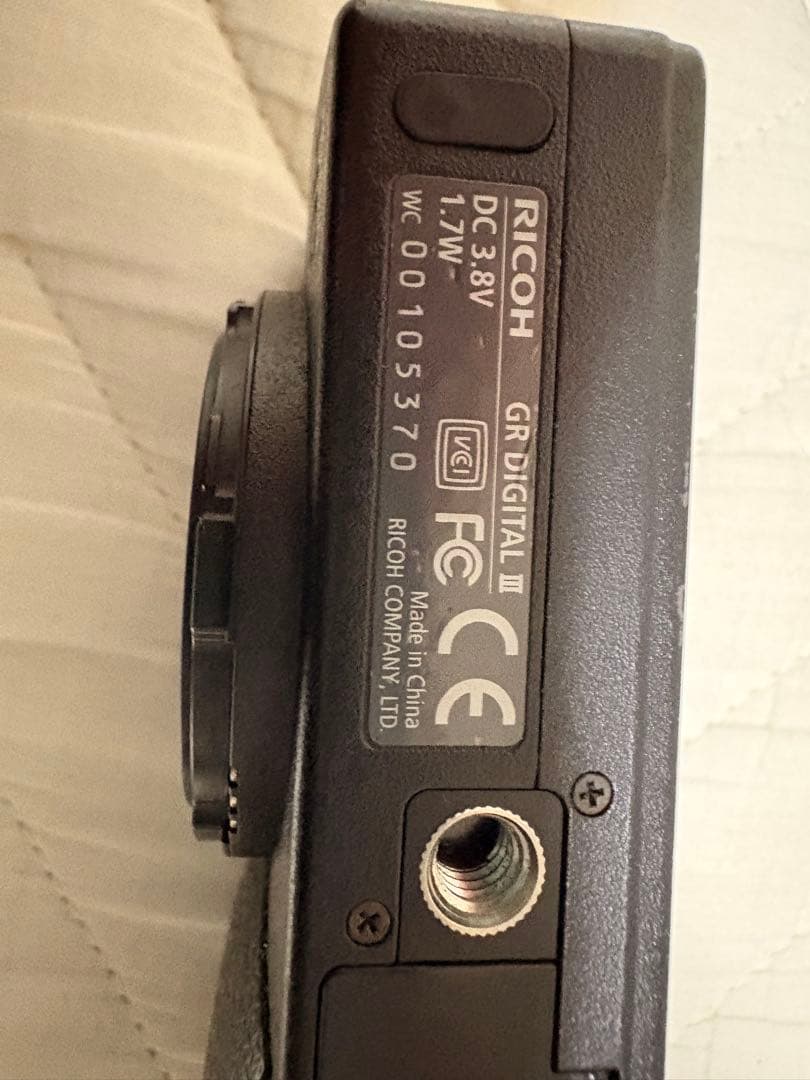 RICOH GR DIGITAL III
DC 3.8V
1.7W
VCI FC CE
WC 00105370
Made in China
RICOH COMPANY, LTD.